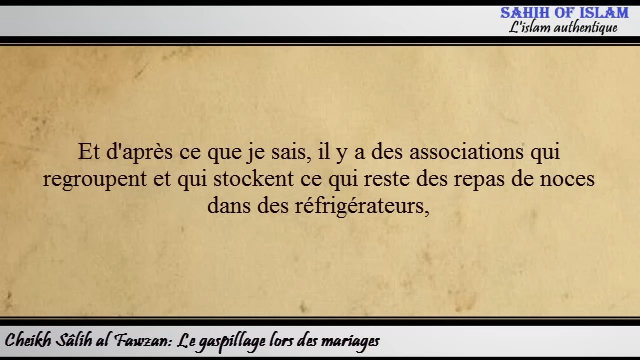 SAHIH OF ISLAM
L'islam authentique
Et d'après ce que je sais, il y a des associations qui
regroupent et qui stockent ce qui reste des repas de noces
dans des réfrigérateurs,
Cheikh Sâlih al Fawzan: Le gaspillage lors des mariages